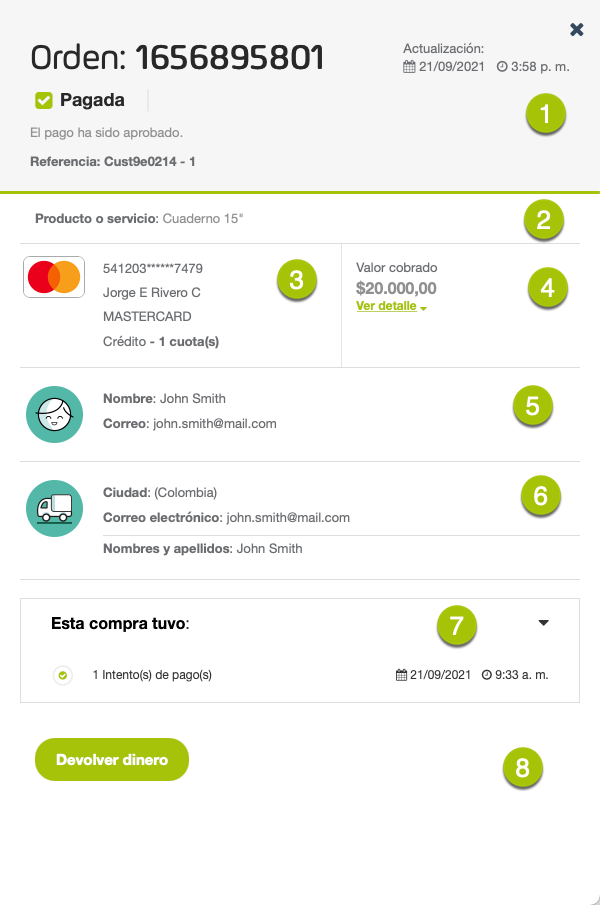 Orden: 1656895801
Actualización:
21/09/2021 3:58 p. m.
Pagada
1
El pago ha sido aprobado.
Referencia: Cust9e0214 - 1
Producto o servicio: Cuaderno 15"
2
541203******7479
Jorge E Rivero C
MASTERCARD
Crédito - 1 cuota(s)
3
Valor cobrado
$20.000,00
Ver detalle
4
Nombre: John Smith
Correo: john.smith@mail.com
5
Ciudad: (Colombia)
Correo electrónico: john.smith@mail.com
Nombres y apellidos: John Smith
6
Esta compra tuvo:
7
1 Intento(s) de pago(s) 21/09/2021 9:33 a. m.
Devolver dinero
8